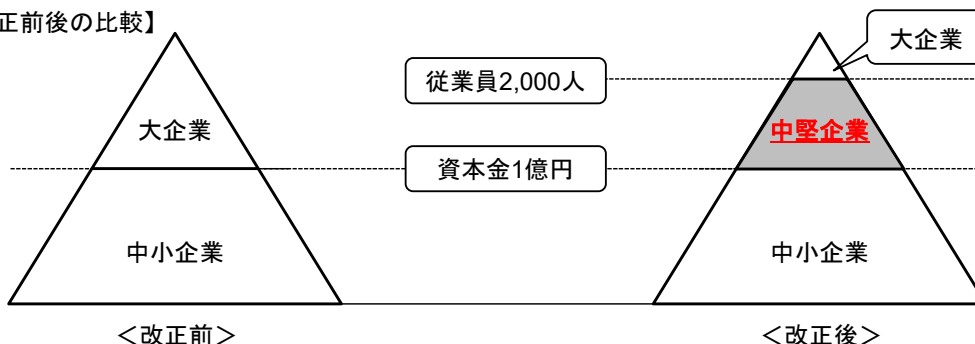 正前後の比較】
大企業
従業員2,000人
大企業
中堅企業
資本金1億円
中小企業
中小企業
＜改正前＞
＜改正後＞